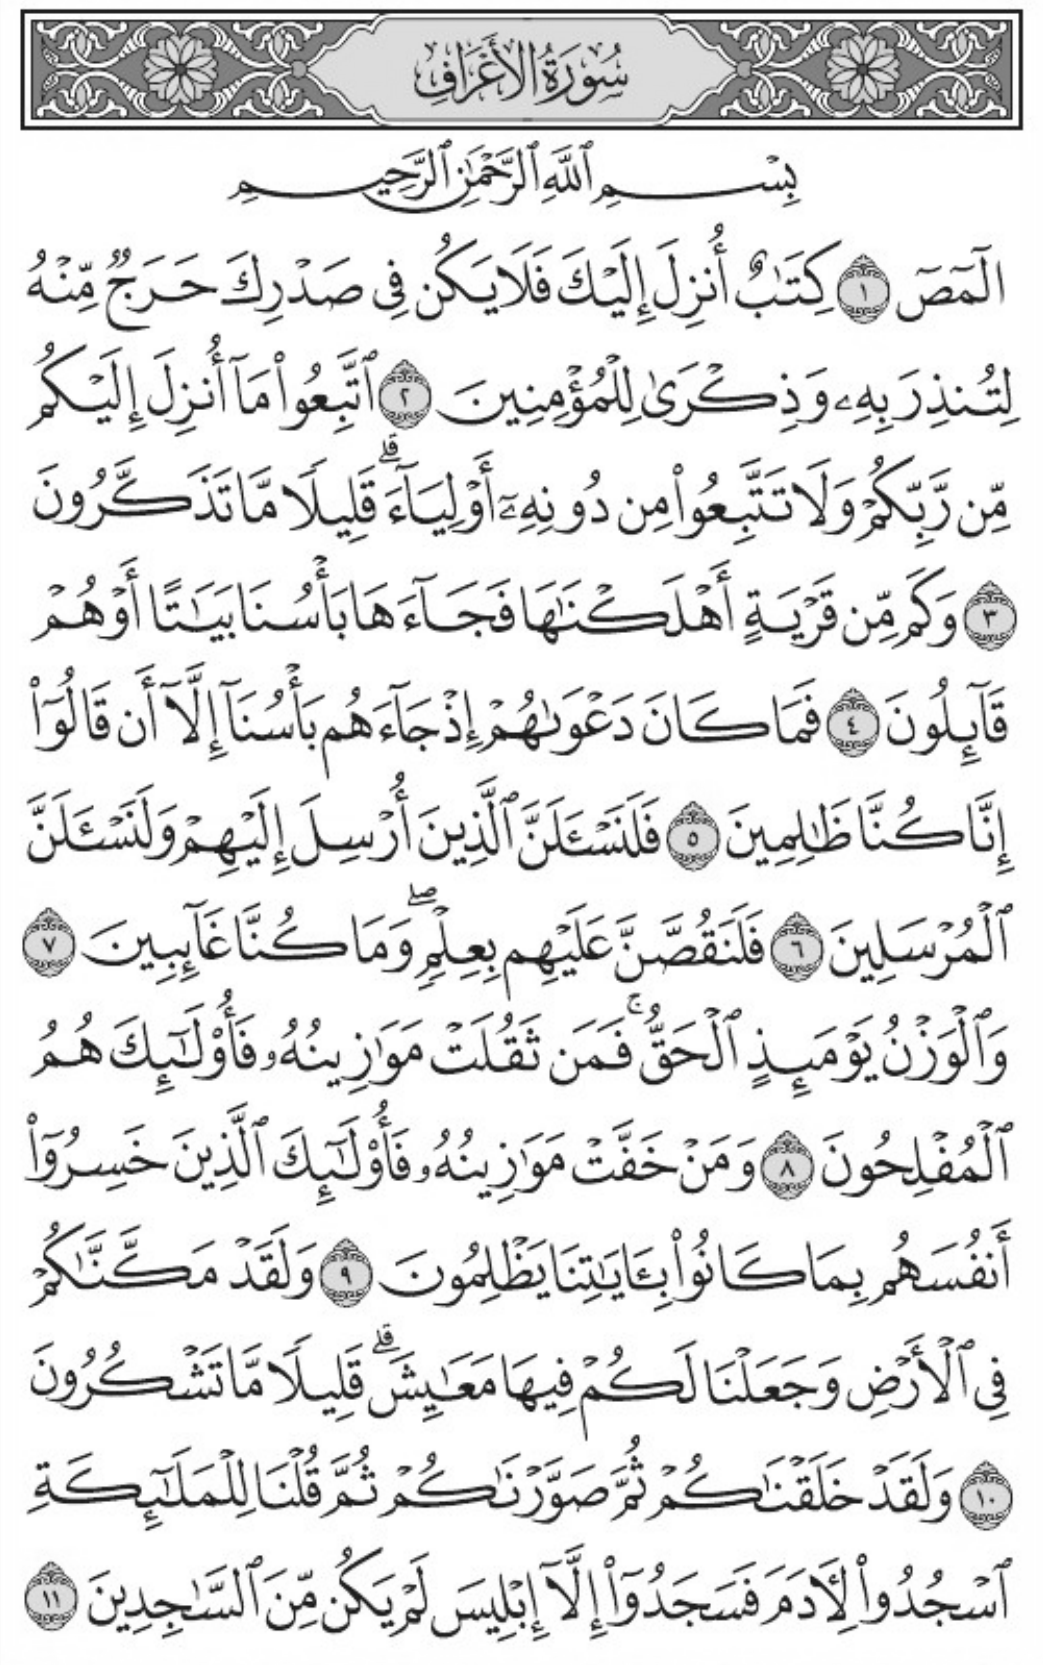 سُورَةُ الأَعْرَافِ
بِسْمِ ٱللَّهِ ٱلرَّحْمَٰنِ ٱلرَّحِيمِ
الٓمٓصٓ ١ كِتَٰبٌ أُنزِلَ إِلَيْكَ فَلَا يَكُن فِى صَدْرِكَ حَرَجٌ مِّنْهُ
لِتُنذِرَ بِهِۦ وَذِكْرَىٰ لِلْمُؤْمِنِينَ ٢ ٱتَّبِعُوا۟ مَآ أُنزِلَ إِلَيْكُم
مِّن رَّبِّكُمْ وَلَا تَتَّبِعُوا۟ مِن دُونِهِۦٓ أَوْلِيَآءَ ۗ قَلِيلًا مَّا تَذَكَّرُونَ
٣ وَكَم مِّن قَرْيَةٍ أَهْلَكْنَٰهَا فَجَآءَهَا بَأْسُنَا بَيَٰتًا أَوْ هُمْ
قَآئِلُونَ ٤ فَمَا كَانَ دَعْوَىٰهُمْ إِذْ جَآءَهُم بَأْسُنَآ إِلَّآ أَن قَالُوٓا۟
إِنَّا كُنَّا ظَٰلِمِينَ ٥ فَلَنَسْـَٔلَنَّ ٱلَّذِينَ أُرْسِلَ إِلَيْهِمْ وَلَنَسْـَٔلَنَّ
ٱلْمُرْسَلِينَ ٦ فَلَنَقُصَّنَّ عَلَيْهِم بِعِلْمٍ ۖ وَمَا كُنَّا غَآئِبِينَ ٧
وَٱلْوَزْنُ يَوْمَئِذٍ ٱلْحَقُّ ۚ فَمَن ثَقُلَتْ مَوَٰزِينُهُۥ فَأُو۟لَٰٓئِكَ هُمُ
ٱلْمُفْلِحُونَ ٨ وَمَنْ خَفَّتْ مَوَٰزِينُهُۥ فَأُو۟لَٰٓئِكَ ٱلَّذِينَ خَسِرُوٓا۟
أَنفُسَهُم بِمَا كَانُوا۟ بِـَٔايَٰتِنَا يَظْلِمُونَ ٩ وَلَقَدْ مَكَّنَّٰكُمْ
فِى ٱلْأَرْضِ وَجَعَلْنَا لَكُمْ فِيهَا مَعَٰيِشَ ۗ قَلِيلًا مَّا تَشْكُرُونَ
١٠ وَلَقَدْ خَلَقْنَٰكُمْ ثُمَّ صَوَّرْنَٰكُمْ ثُمَّ قُلْنَا لِلْمَلَٰٓئِكَةِ
ٱسْجُدُوا۟ لِـَٔادَمَ فَسَجَدُوٓا۟ إِلَّآ إِبْلِيسَ لَمْ يَكُن مِّنَ ٱلسَّٰجِدِينَ ١١